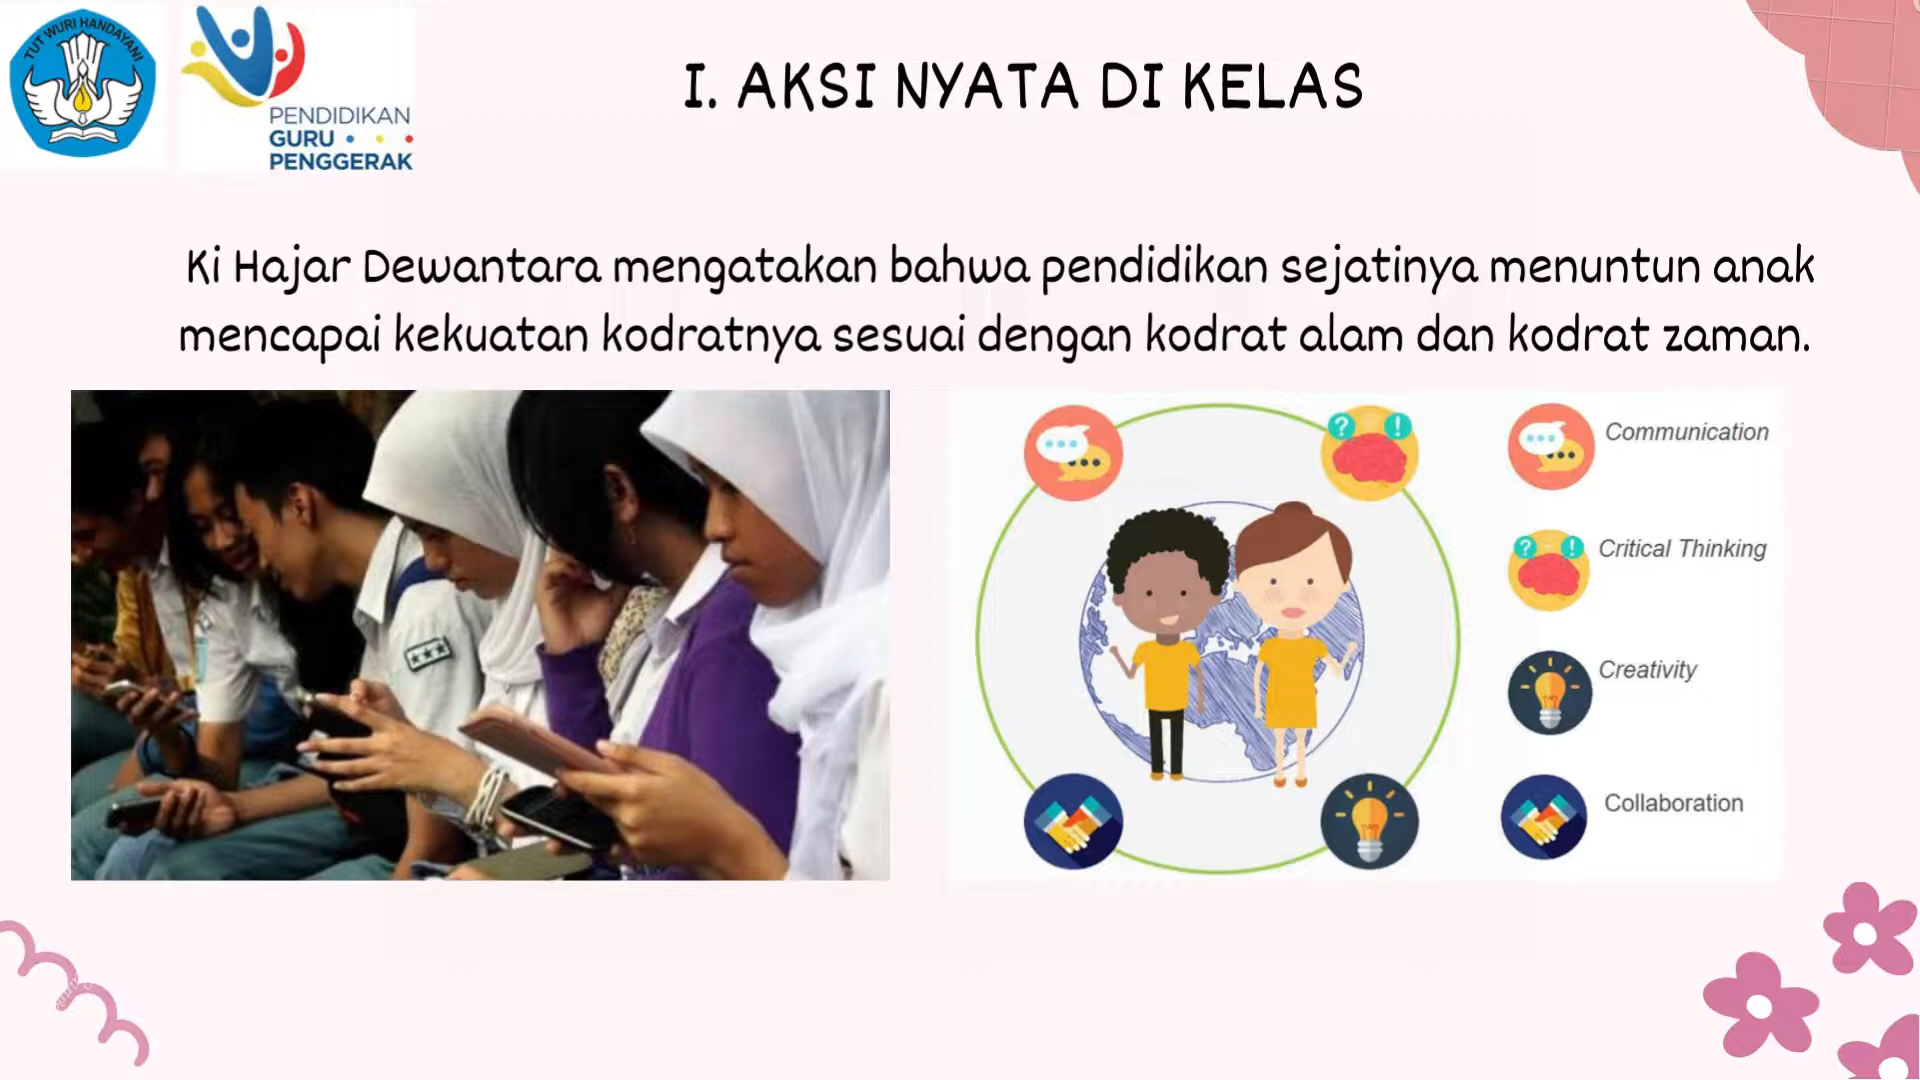 TUT WURI HANDAYANI
PENDIDIKAN
GURU
PENGGERAK
I. AKSI NYATA DI KELAS
Ki Hajar Dewantara mengatakan bahwa pendidikan sejatinya menuntun anak
mencapai kekuatan kodratnya sesuai dengan kodrat alam dan kodrat zaman.
? !
Communication
? !
Critical Thinking
Creativity
Collaboration